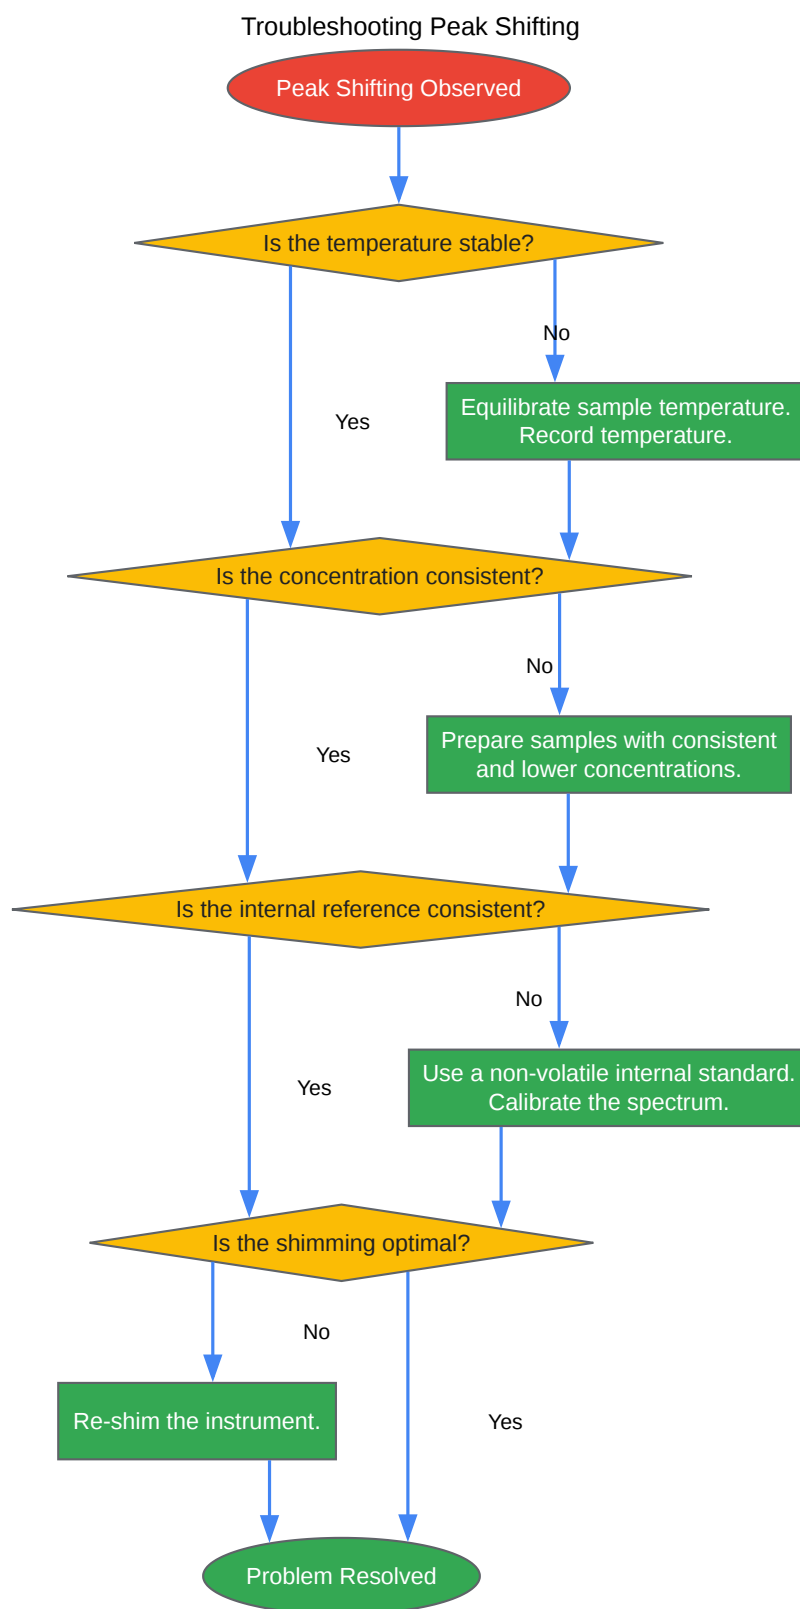 Troubleshooting Peak Shifting
Peak Shifting Observed
Is the temperature stable?
No
Equilibrate sample temperature.
Record temperature.
Yes
Is the concentration consistent?
No
Prepare samples with consistent
and lower concentrations.
Yes
Is the internal reference consistent?
No
Use a non-volatile internal standard.
Calibrate the spectrum.
Yes
Is the shimming optimal?
No
Re-shim the instrument.
Yes
Problem Resolved